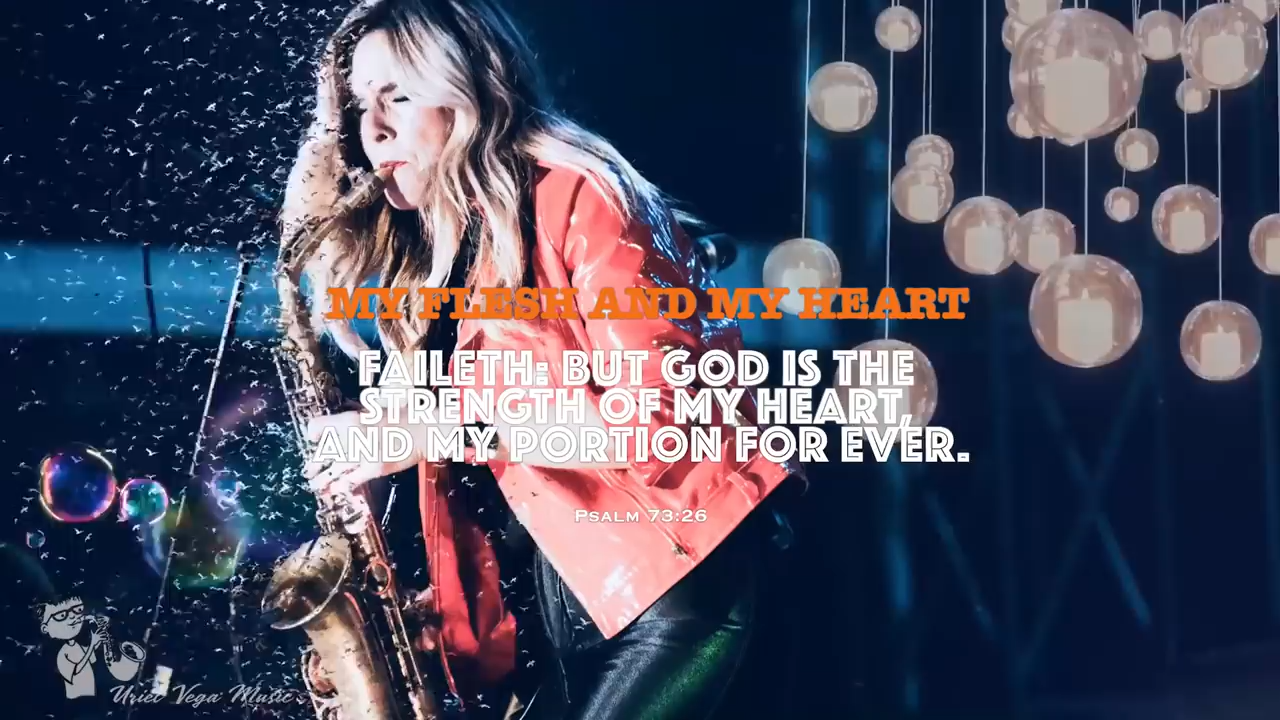 MY FLESH AND MY HEART
FAILETH: BUT GOD IS THE
STRENGTH OF MY HEART,
AND MY PORTION FOR EVER.
Psalm 73:26
Uriel Vega Music